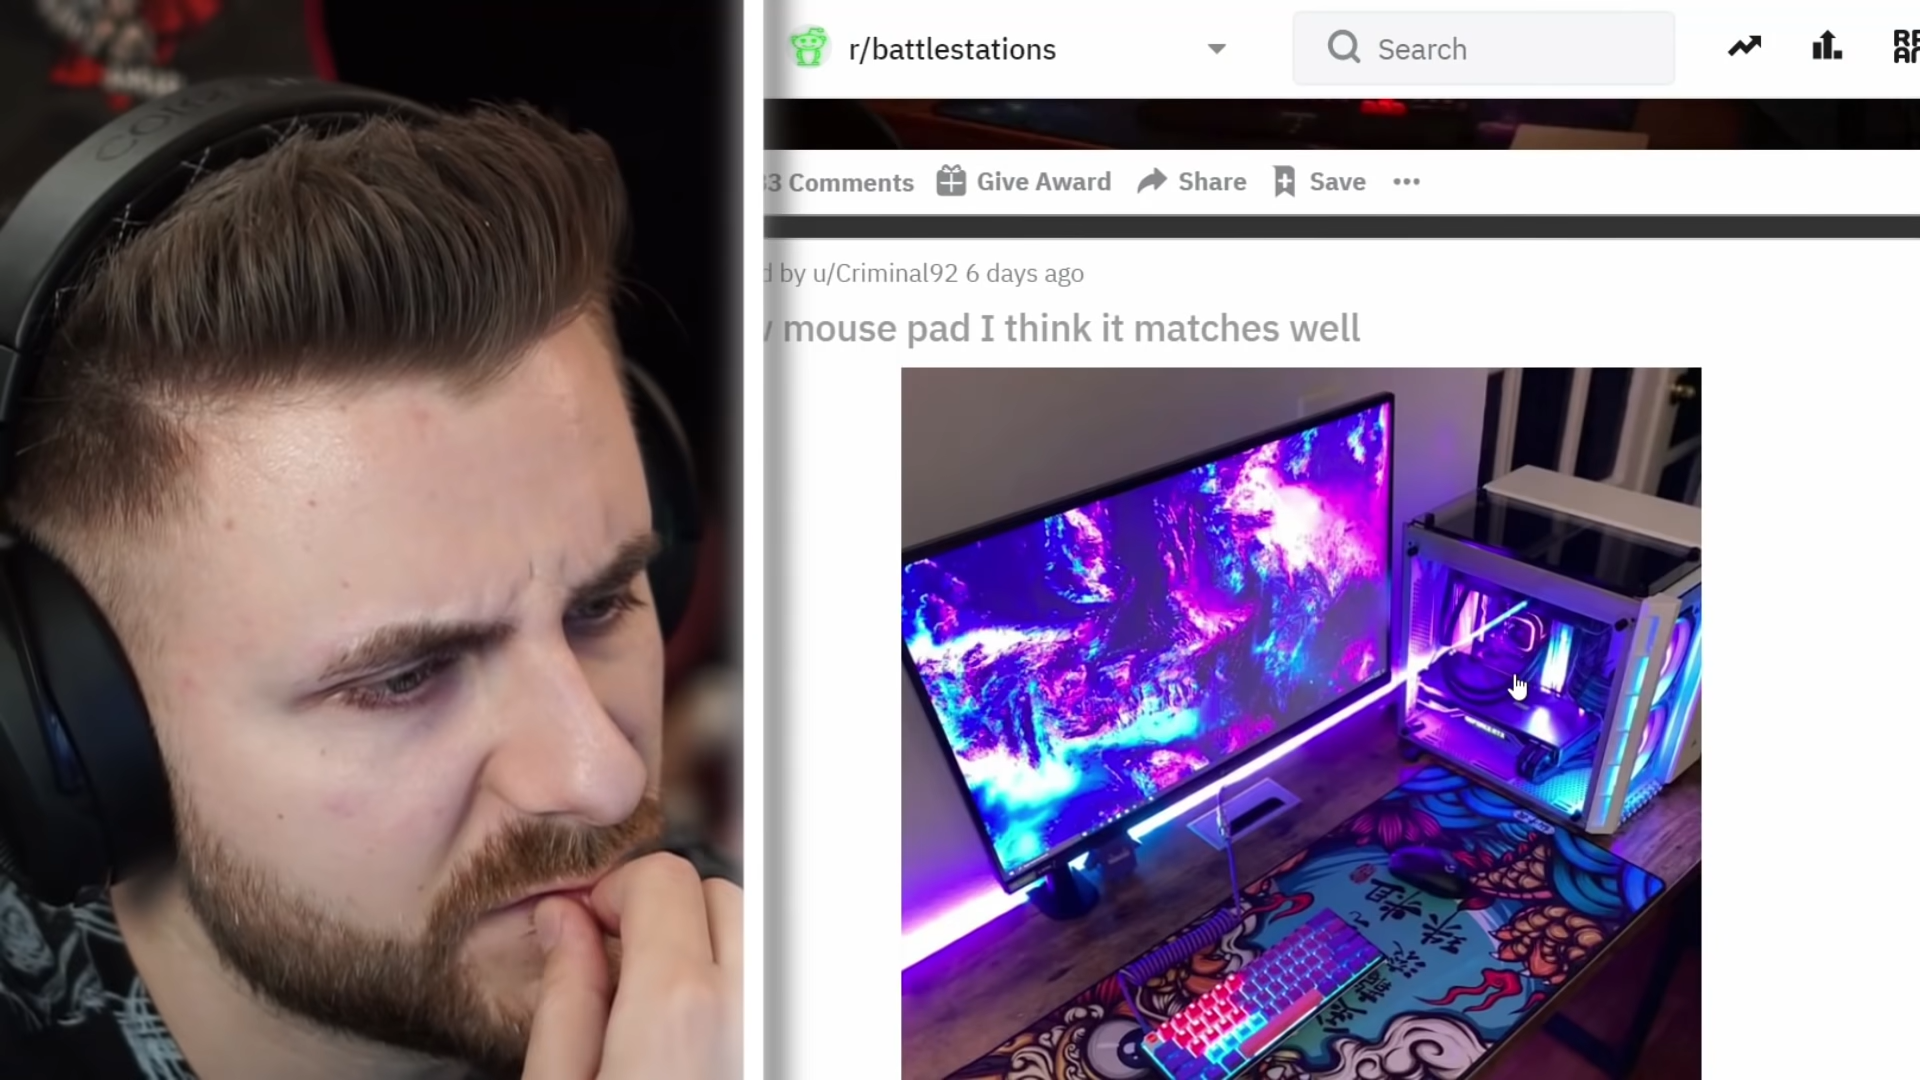 r/battlestations
Search
3 Comments
Give Award
Share
Save
by u/Criminal92 6 days ago
mouse pad I think it matches well